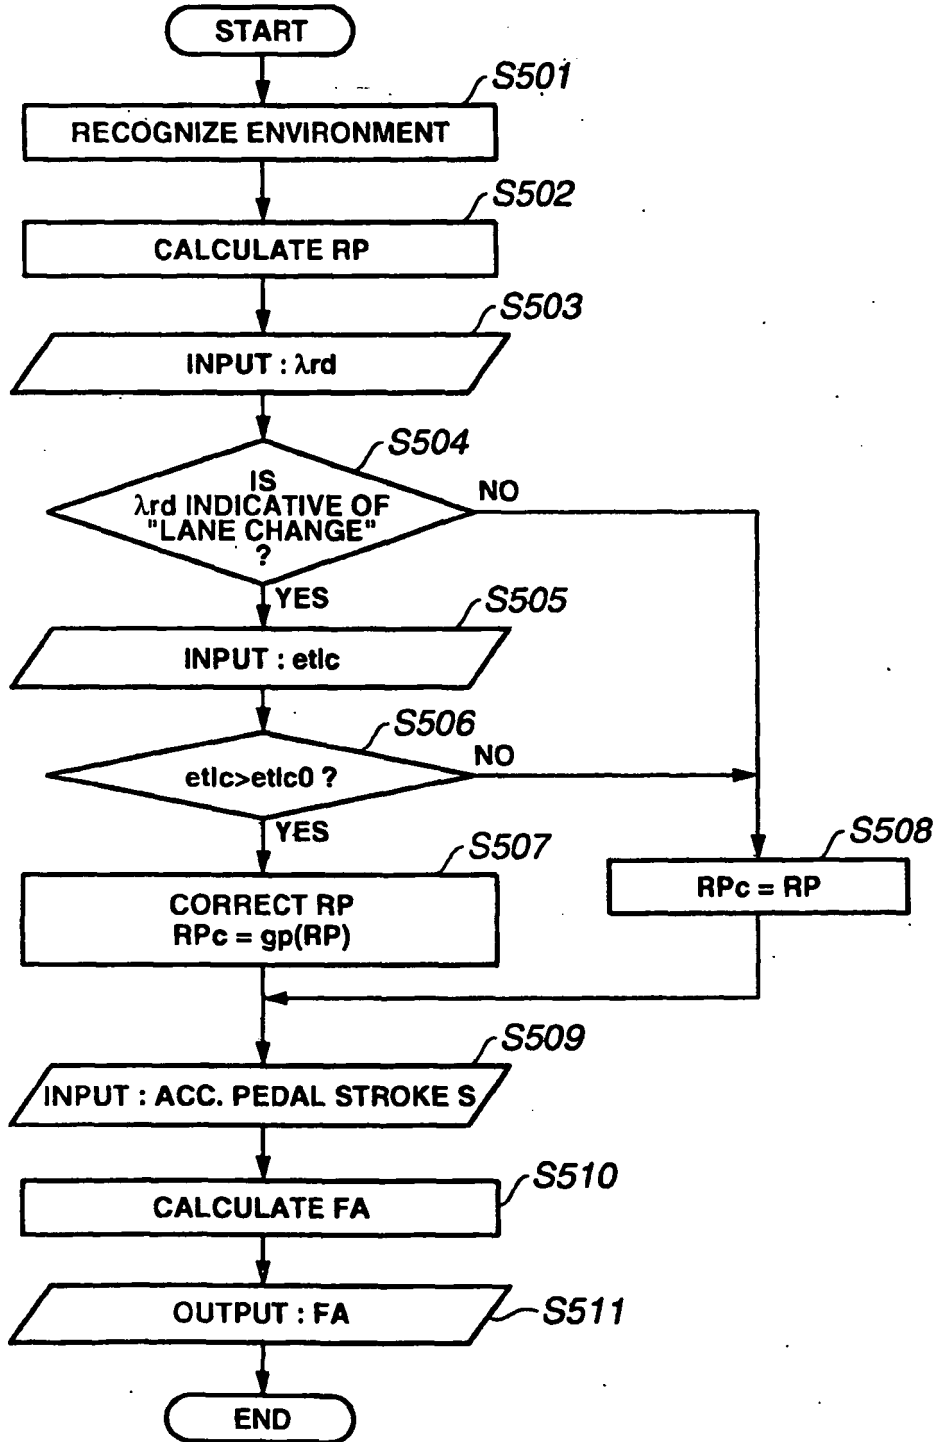 START
S501
RECOGNIZE ENVIRONMENT
S502
CALCULATE RP
S503
INPUT : λrd
S504
IS
λrd INDICATIVE OF
"LANE CHANGE"
?
NO
YES
S505
INPUT : etlc
S506
etlc>etlc0 ?
NO
YES
S507
CORRECT RP
RPc = gp(RP)
S508
RPc = RP
S509
INPUT : ACC. PEDAL STROKE S
S510
CALCULATE FA
OUTPUT : FA
S511
END